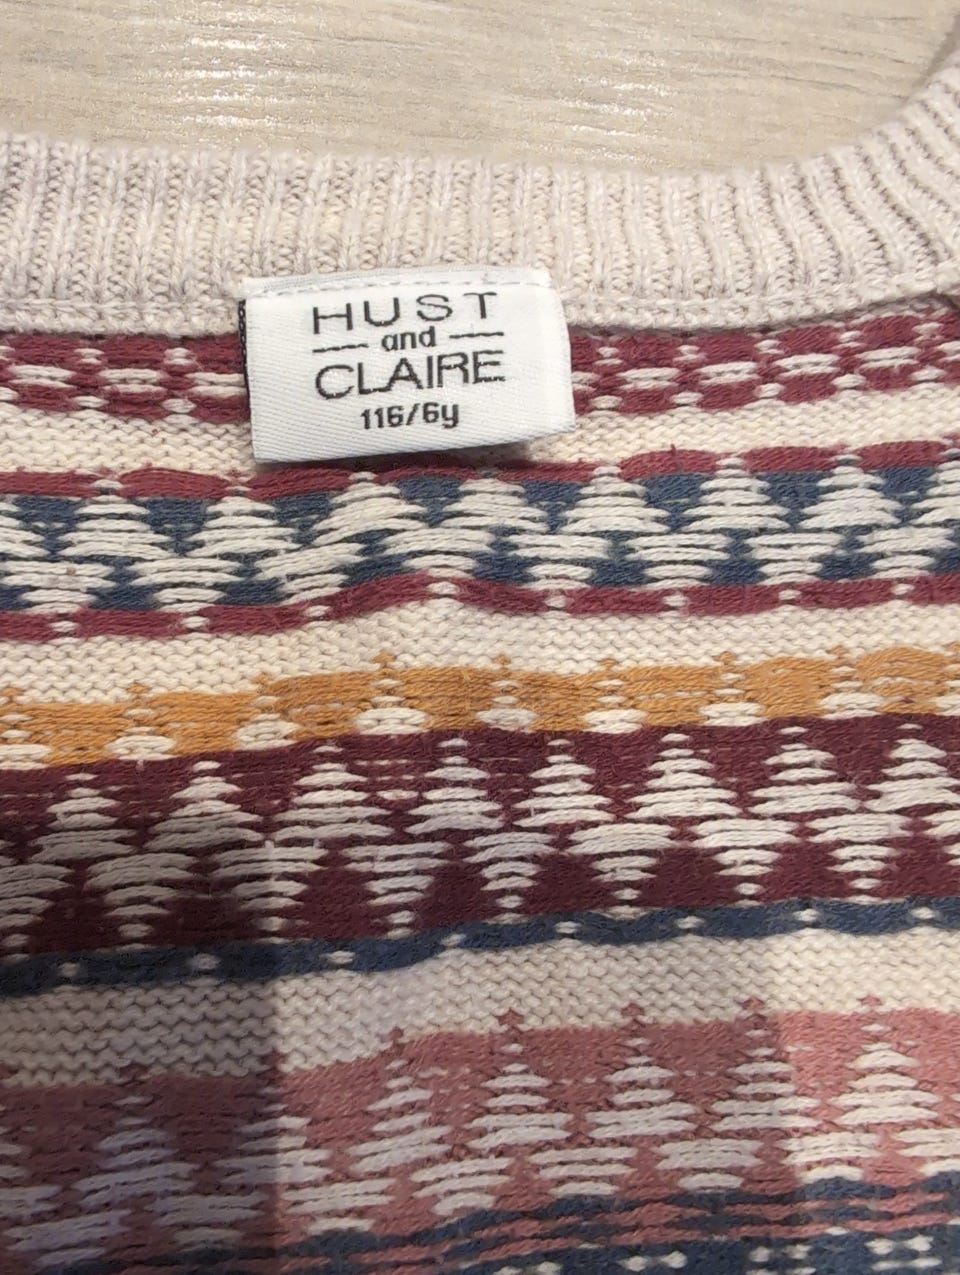 HUST
and
CLAIRE
116/6y